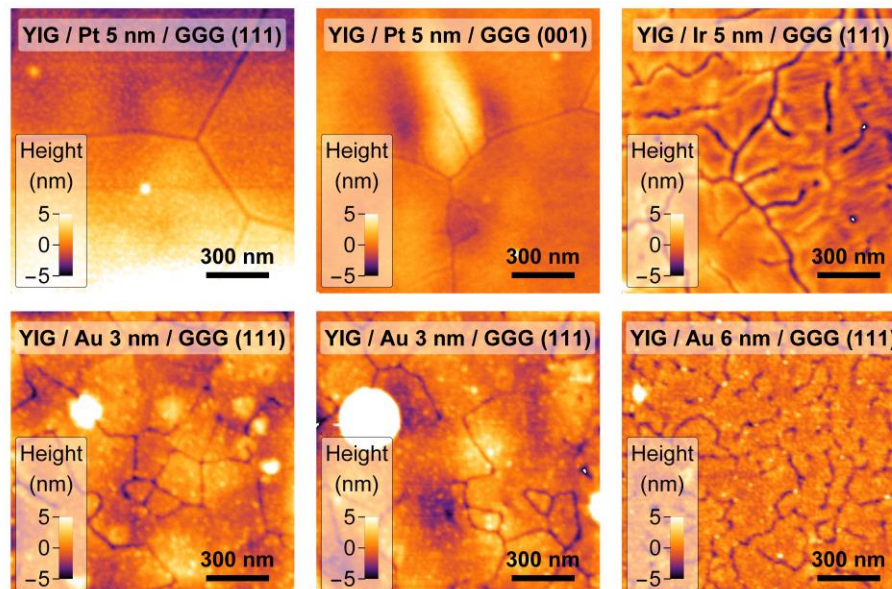 YIG / Pt 5 nm / GGG (111)
Height
(nm)
5
0
−5
300 nm
YIG / Pt 5 nm / GGG (001)
Height
(nm)
5
0
−5
300 nm
YIG / Ir 5 nm / GGG (111)
Height
(nm)
5
0
−5
300 nm
YIG / Au 3 nm / GGG (111)
Height
(nm)
5
0
−5
300 nm
YIG / Au 3 nm / GGG (111)
Height
(nm)
5
0
−5
300 nm
YIG / Au 6 nm / GGG (111)
Height
(nm)
5
0
−5
300 nm